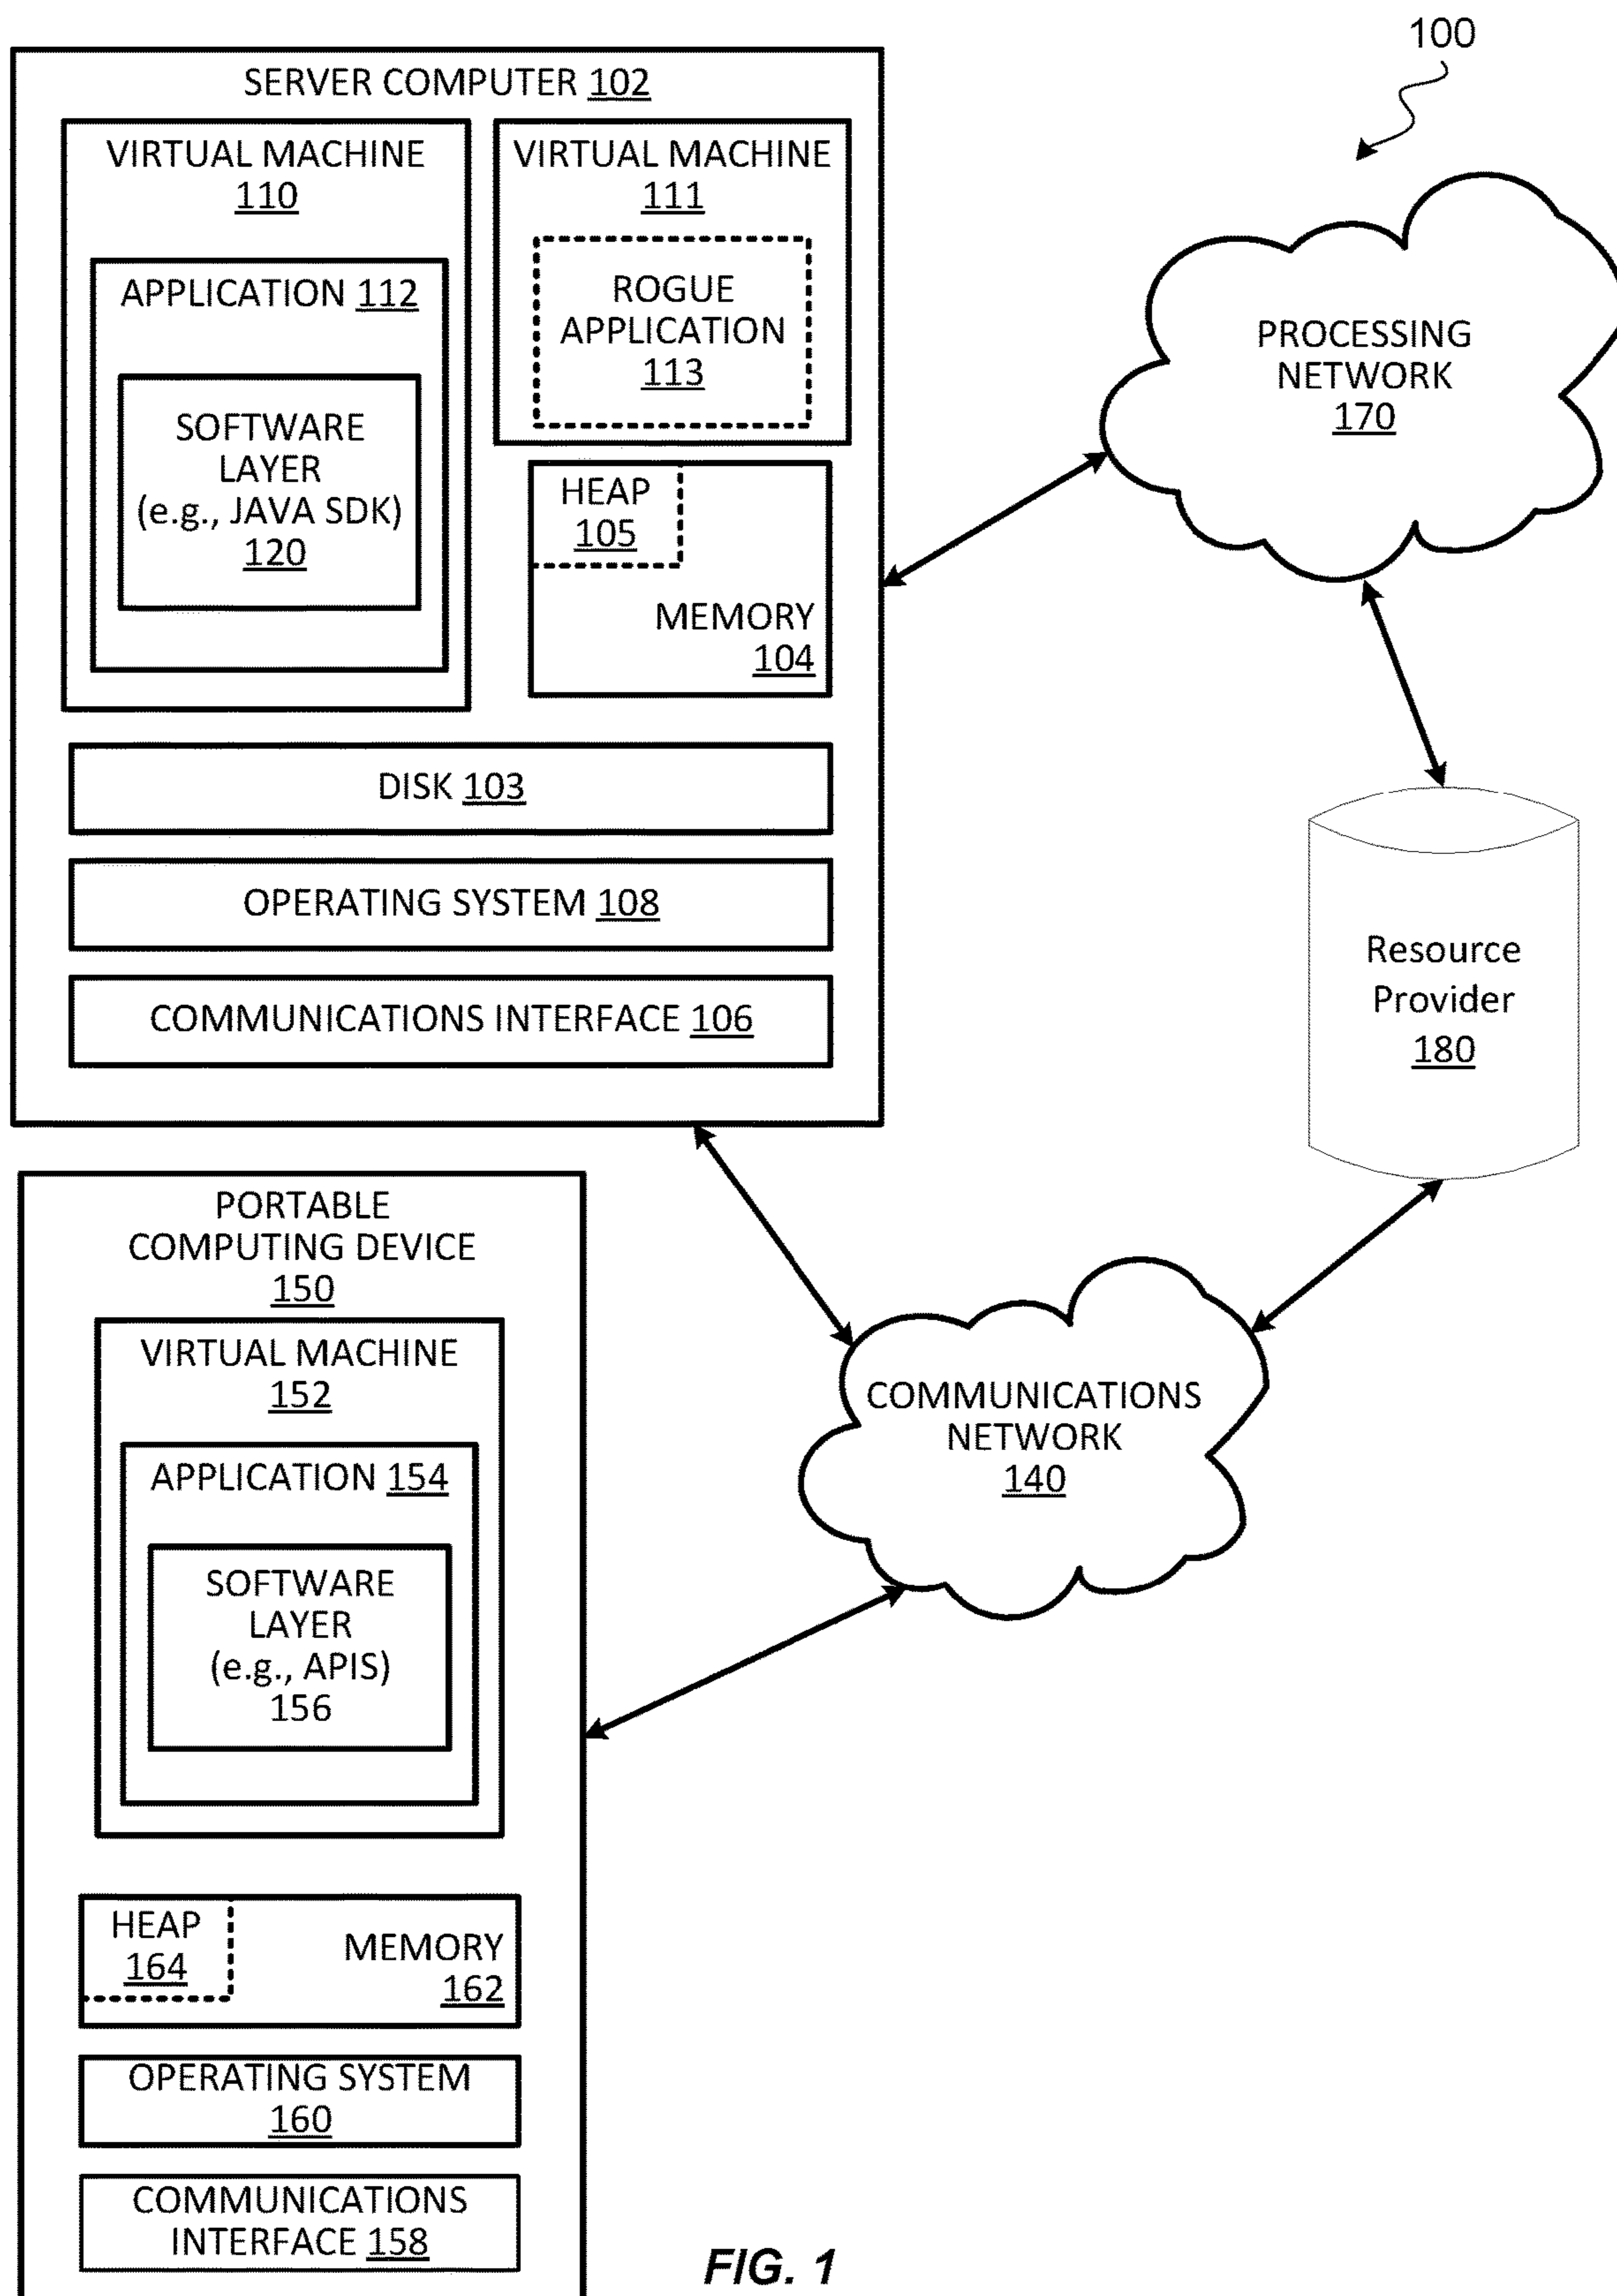 100
SERVER COMPUTER 102
VIRTUAL MACHINE
110
APPLICATION 112
SOFTWARE
LAYER
(e.g., JAVA SDK)
120
VIRTUAL MACHINE
111
ROGUE
APPLICATION
113
HEAP
105
MEMORY
104
DISK 103
OPERATING SYSTEM 108
COMMUNICATIONS INTERFACE 106
PROCESSING
NETWORK
170
Resource
Provider
180
COMMUNICATIONS
NETWORK
140
PORTABLE
COMPUTING DEVICE
150
VIRTUAL MACHINE
152
APPLICATION 154
SOFTWARE
LAYER
(e.g., APIS)
156
HEAP
164
MEMORY
162
OPERATING SYSTEM
160
COMMUNICATIONS
INTERFACE 158
FIG. 1